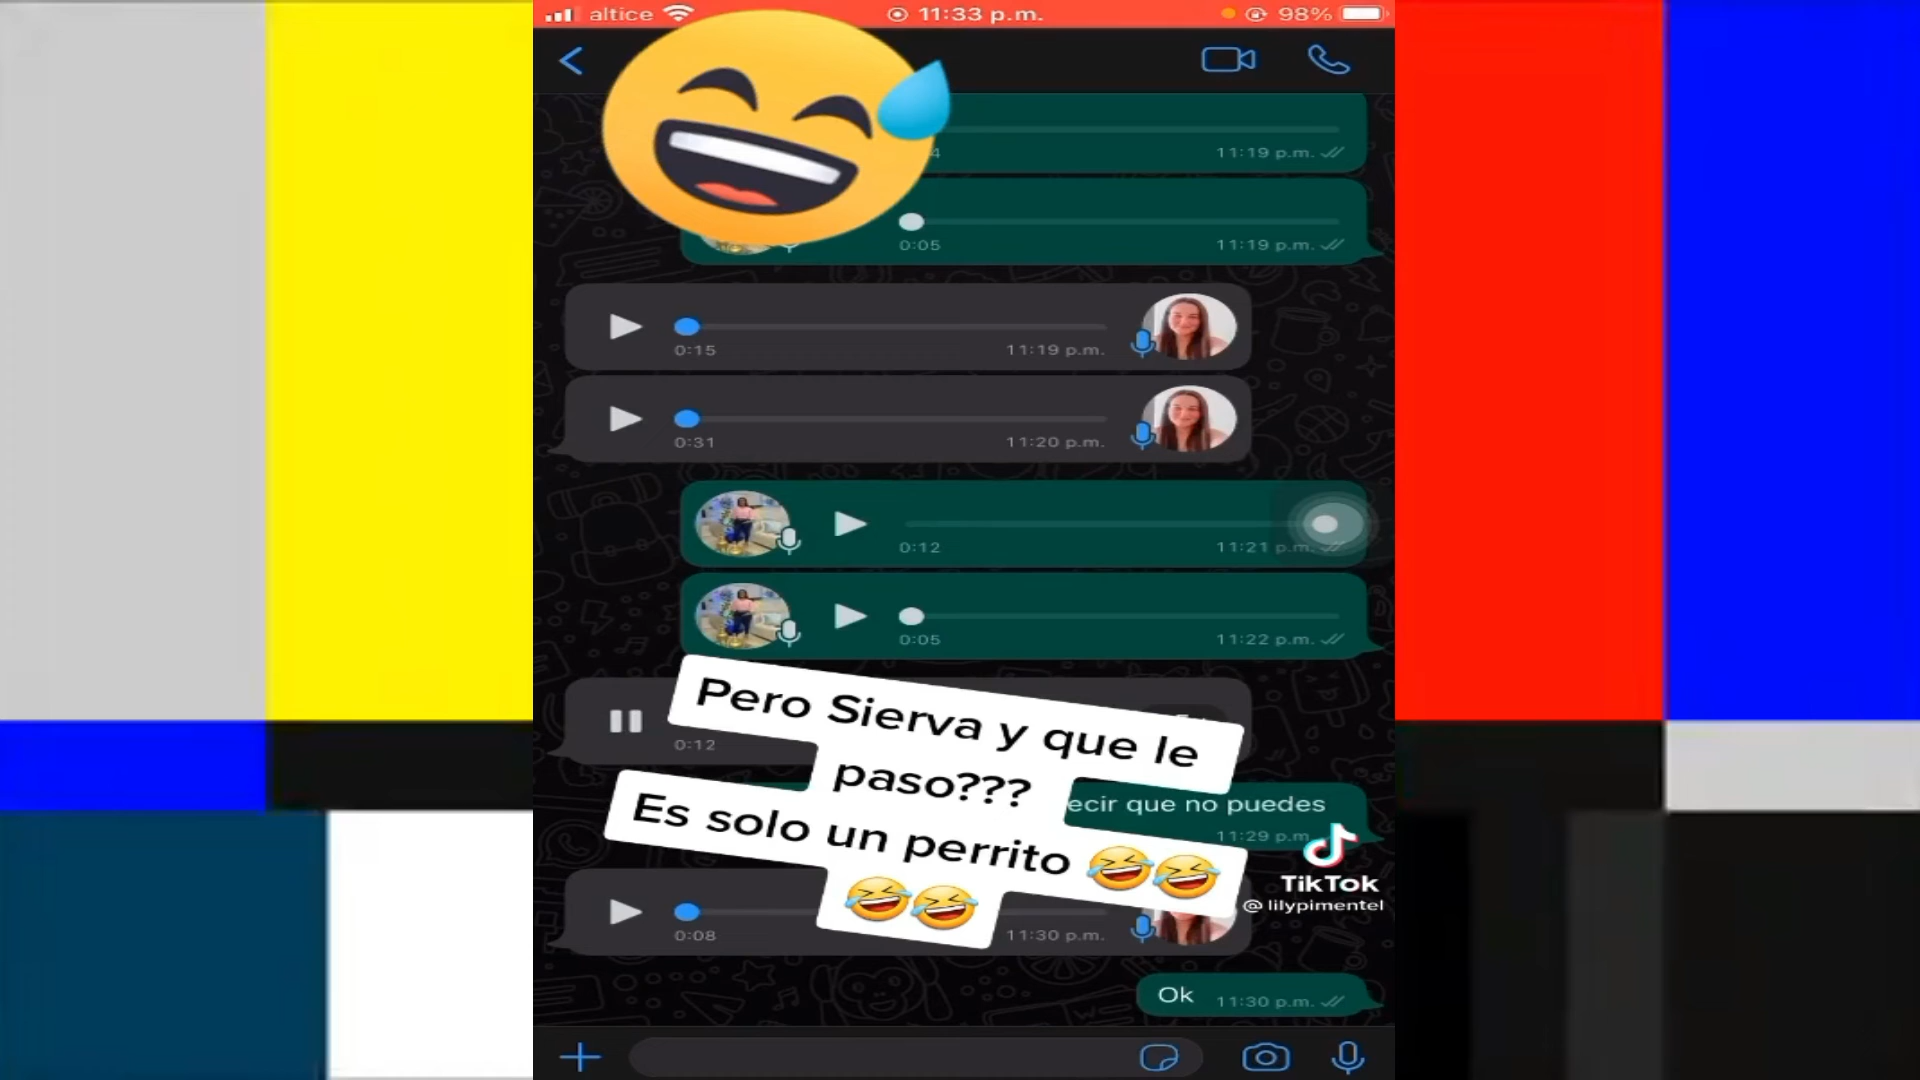 altice
11:33 p.m.
98%
4
11:19 p.m.
0:05
11:19 p.m.
0:15
11:19 p.m.
0:31
11:20 p.m.
0:12
11:21 p.m.
0:05
11:22 p.m.
Pero Sierva y que le
paso???
Es solo un perrito 😂😂
😂😂
0:12
ecir que no puedes
11:29 p.m.
TikTok
@lilypimentel
0:08
11:30 p.m.
Ok
11:30 p.m.